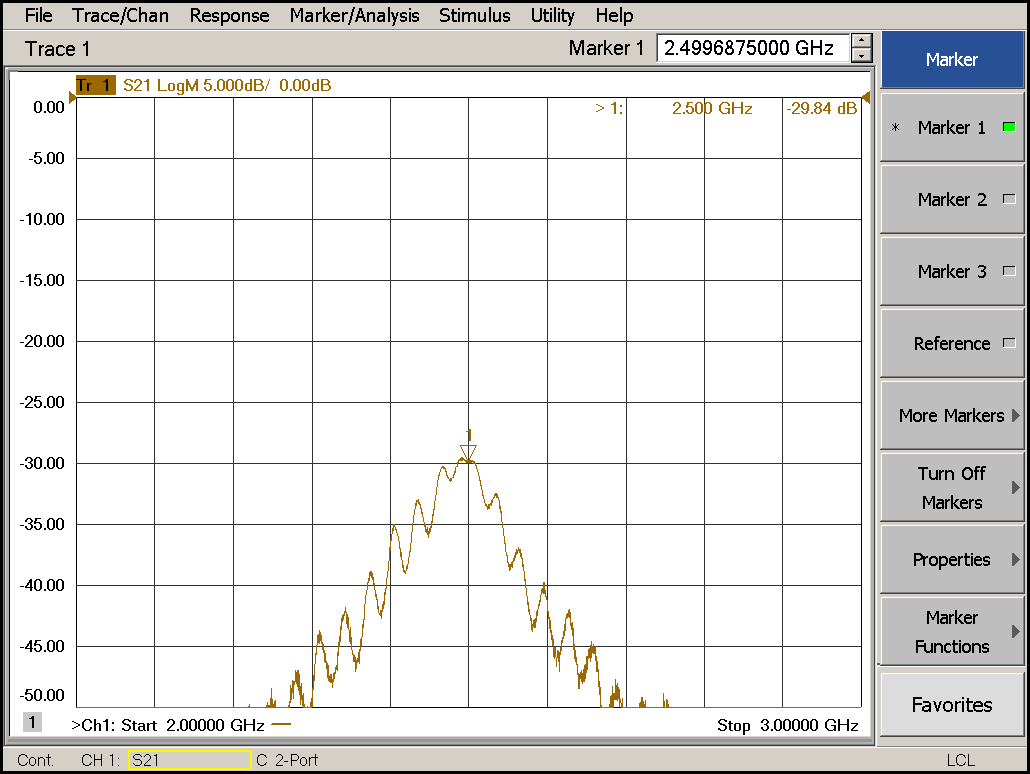 File Trace/Chan Response Marker/Analysis Stimulus Utility Help
Trace 1 Marker 1 2.4996875000 GHz
Tr 1 S21 LogM 5.000dB/ 0.00dB
> 1: 2.500 GHz -29.84 dB
0.00
-5.00
-10.00
-15.00
-20.00
-25.00
-30.00
-35.00
-40.00
-45.00
-50.00
1
1
>Ch1: Start 2.00000 GHz Stop 3.00000 GHz
Marker
* Marker 1
Marker 2
Marker 3
Reference
More Markers
Turn Off
Markers
Properties
Marker
Functions
Favorites
Cont. CH 1: S21 C 2-Port LCL